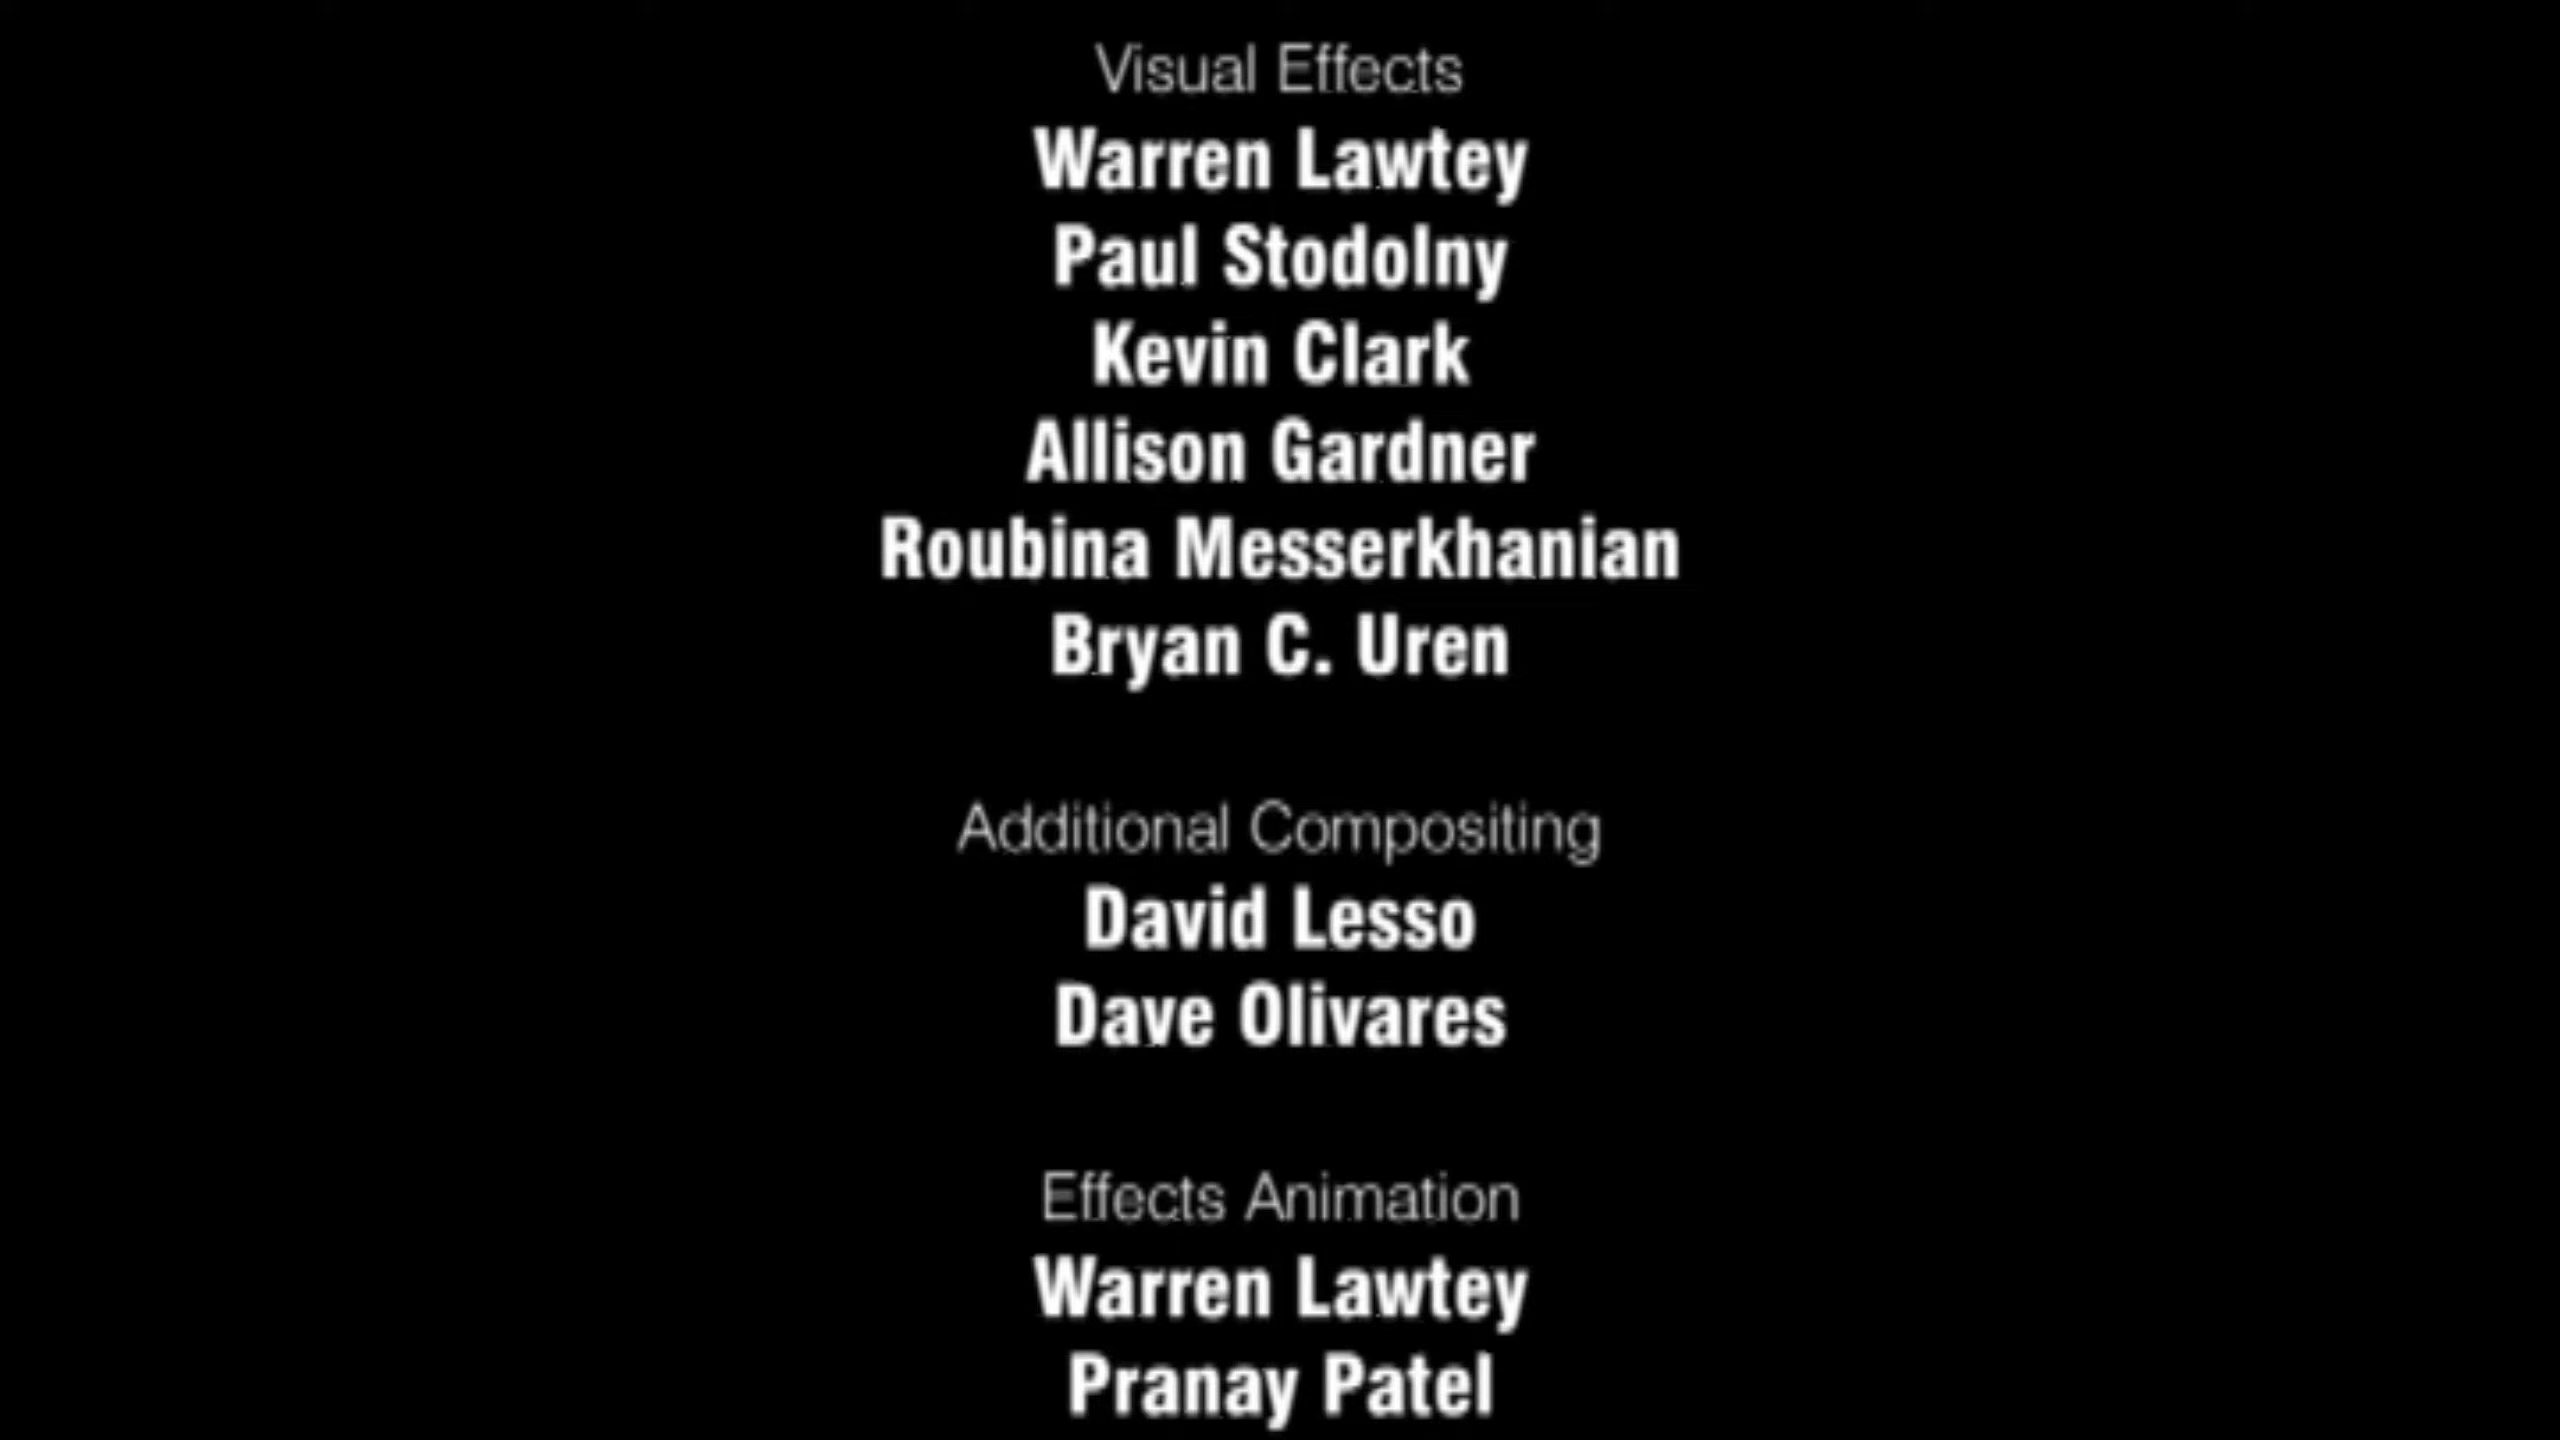 Visual Effects
Warren Lawtey
Paul Stodolny
Kevin Clark
Allison Gardner
Roubina Messerkhanian
Bryan C. Uren
Additional Compositing
David Lesso
Dave Olivares
Effects Animation
Warren Lawtey
Pranay Patel